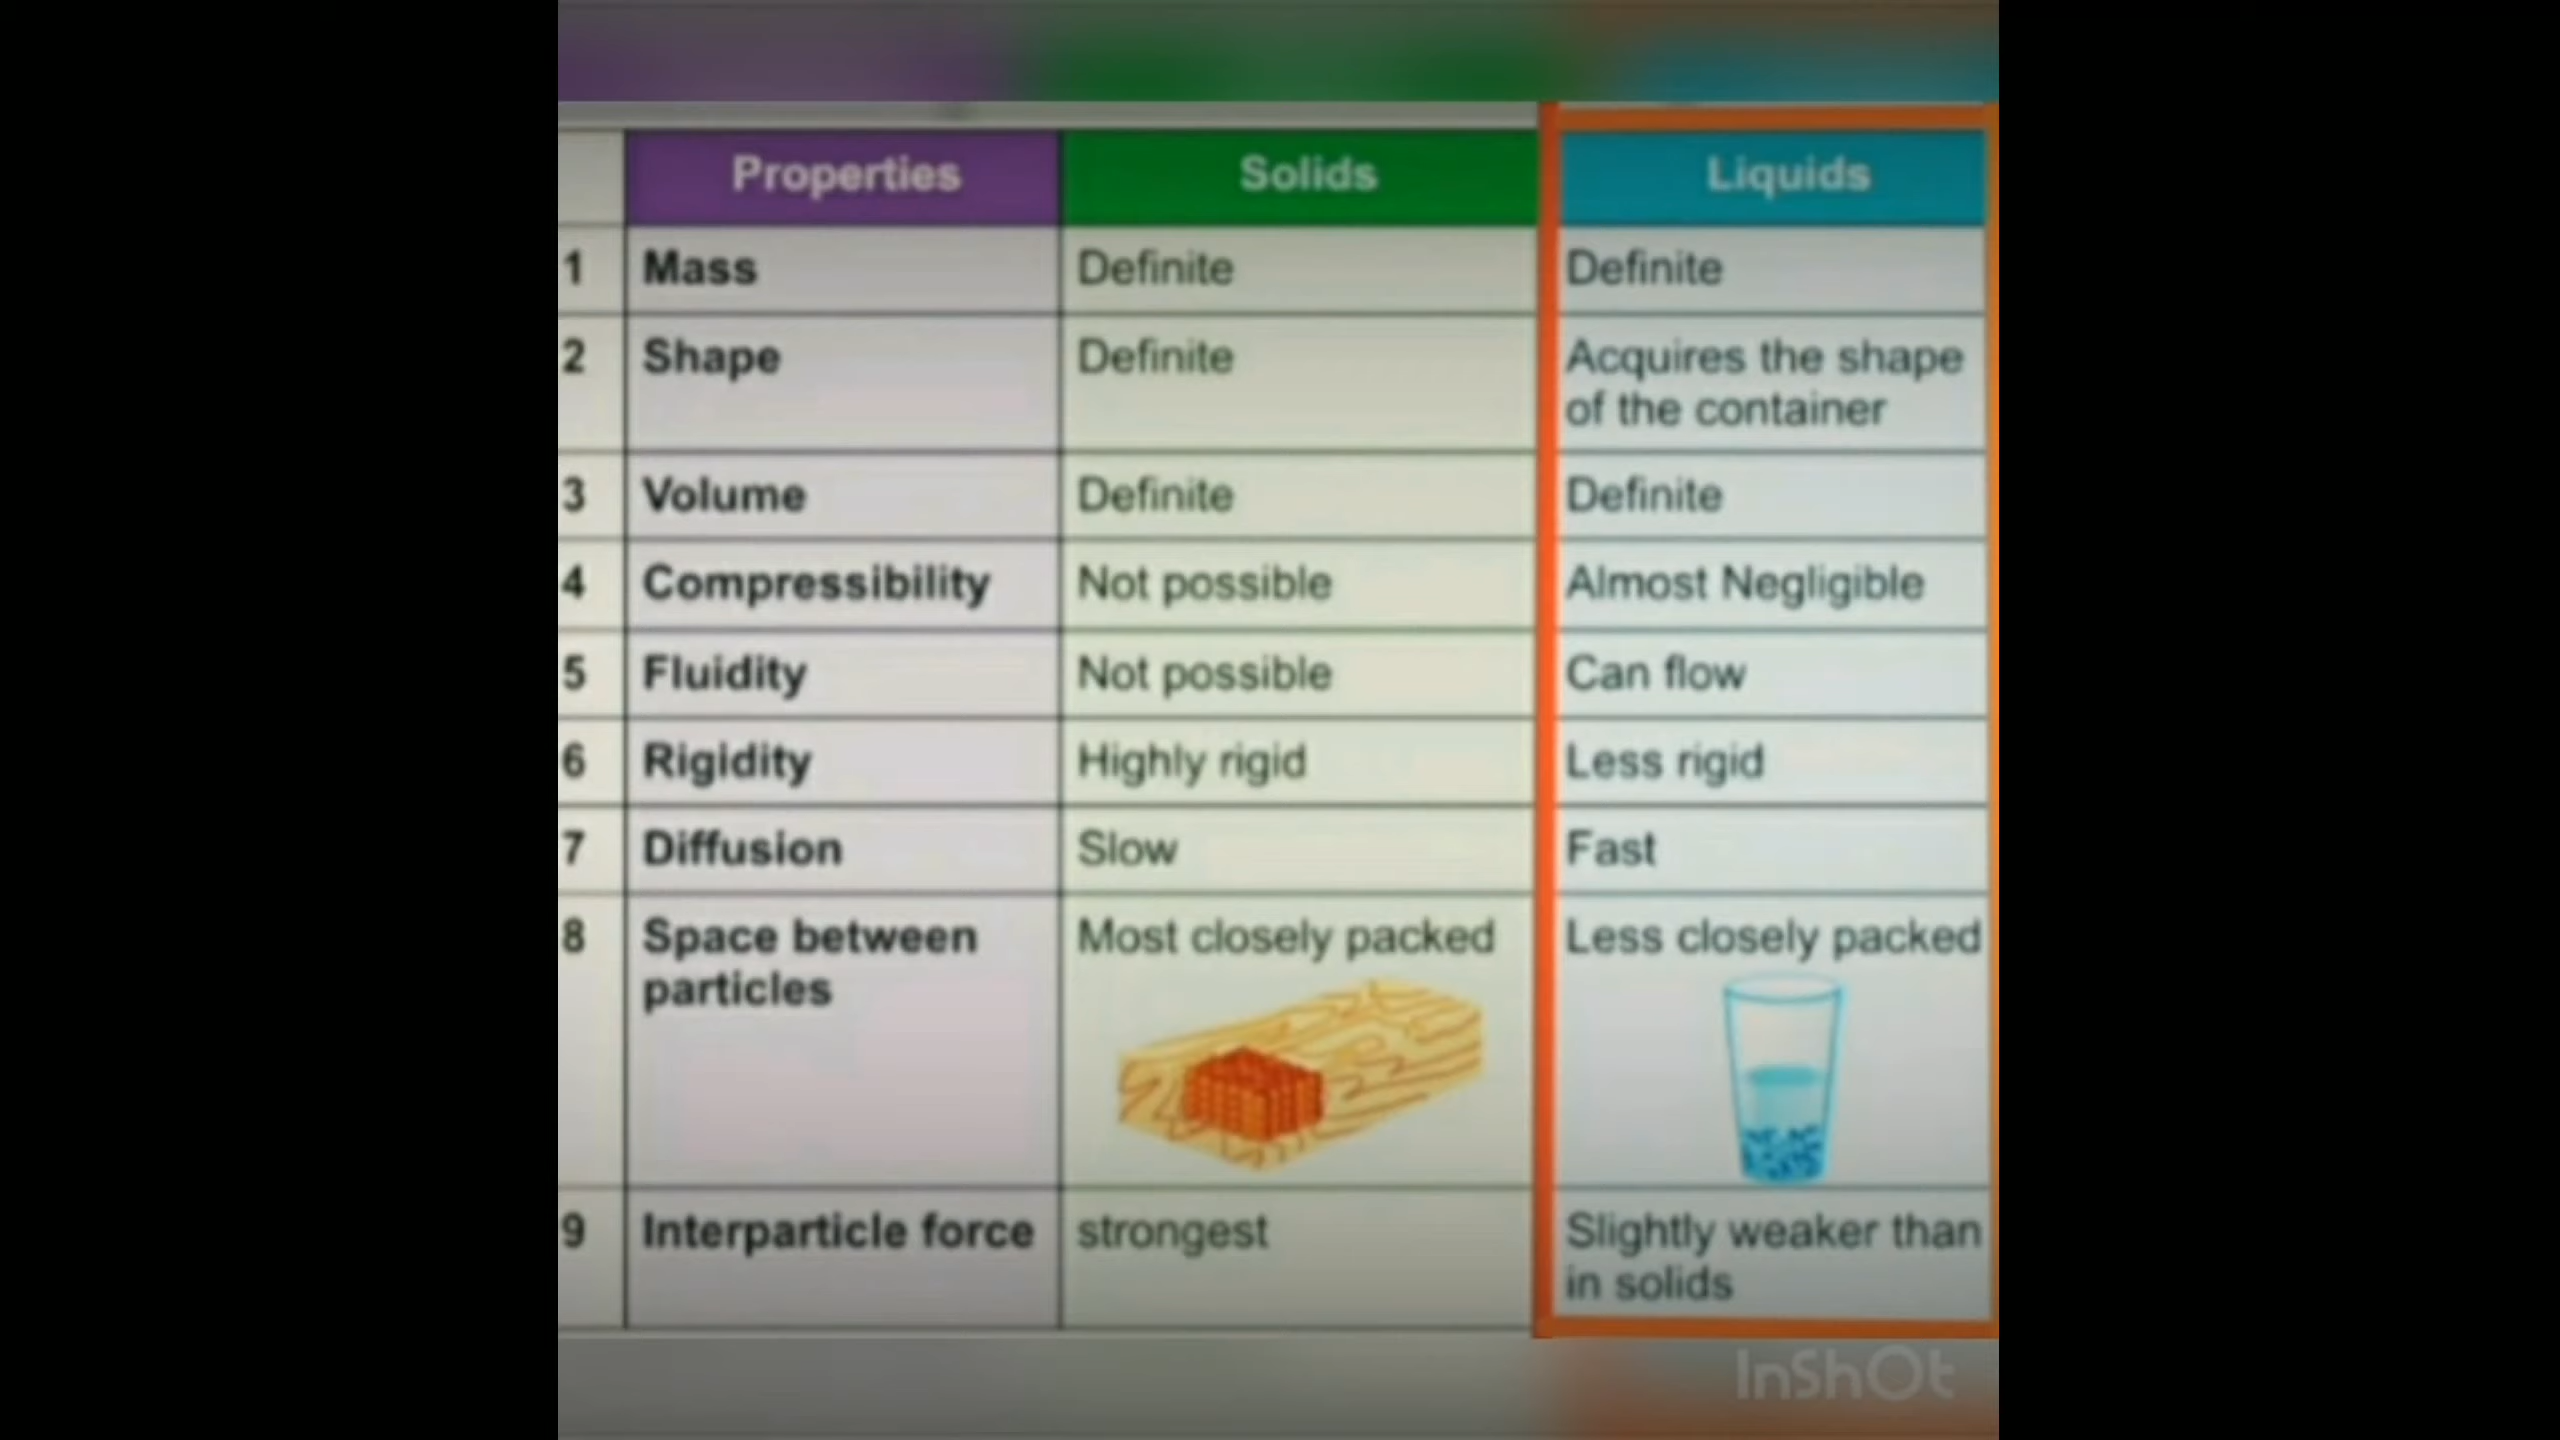 Properties Solids Liquids
1 Mass Definite Definite
2 Shape Definite Acquires the shape
of the container
3 Volume Definite Definite
4 Compressibility Not possible Almost Negligible
5 Fluidity Not possible Can flow
6 Rigidity Highly rigid Less rigid
7 Diffusion Slow Fast
8 Space between Most closely packed Less closely packed
particles
9 Interparticle force strongest Slightly weaker than
in solids
InShOt